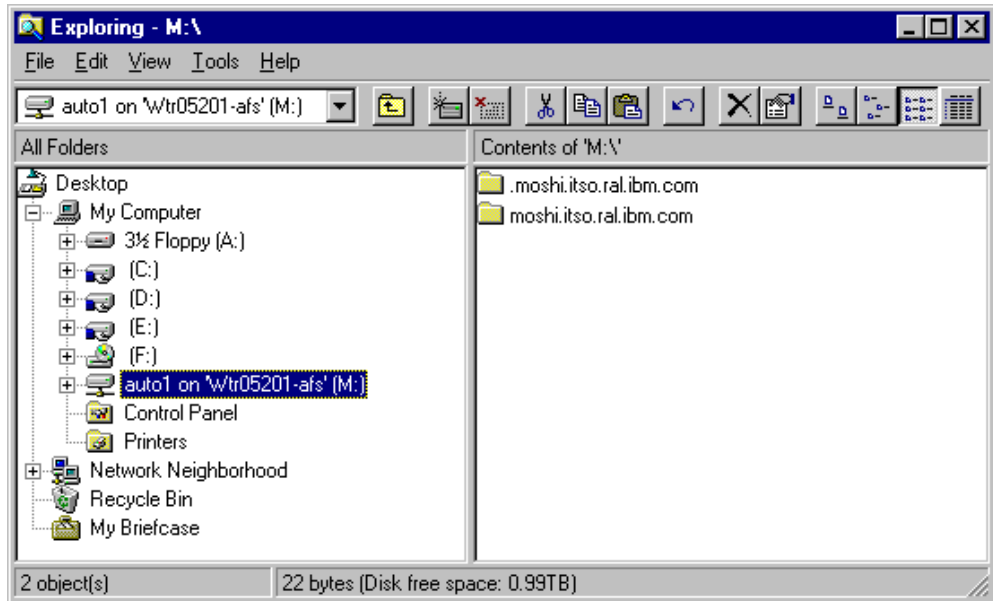 Exploring - M:\
File Edit View Tools Help
auto1 on 'Wtr05201-afs' (M:)
All Folders
Contents of 'M:\'
Desktop
My Computer
3½ Floppy (A:)
(C:)
(D:)
(E:)
(F:)
auto1 on 'Wtr05201-afs' (M:)
Control Panel
Printers
Network Neighborhood
Recycle Bin
My Briefcase
.moshi.itso.ral.ibm.com
moshi.itso.ral.ibm.com
2 object(s)
22 bytes (Disk free space: 0.99TB)